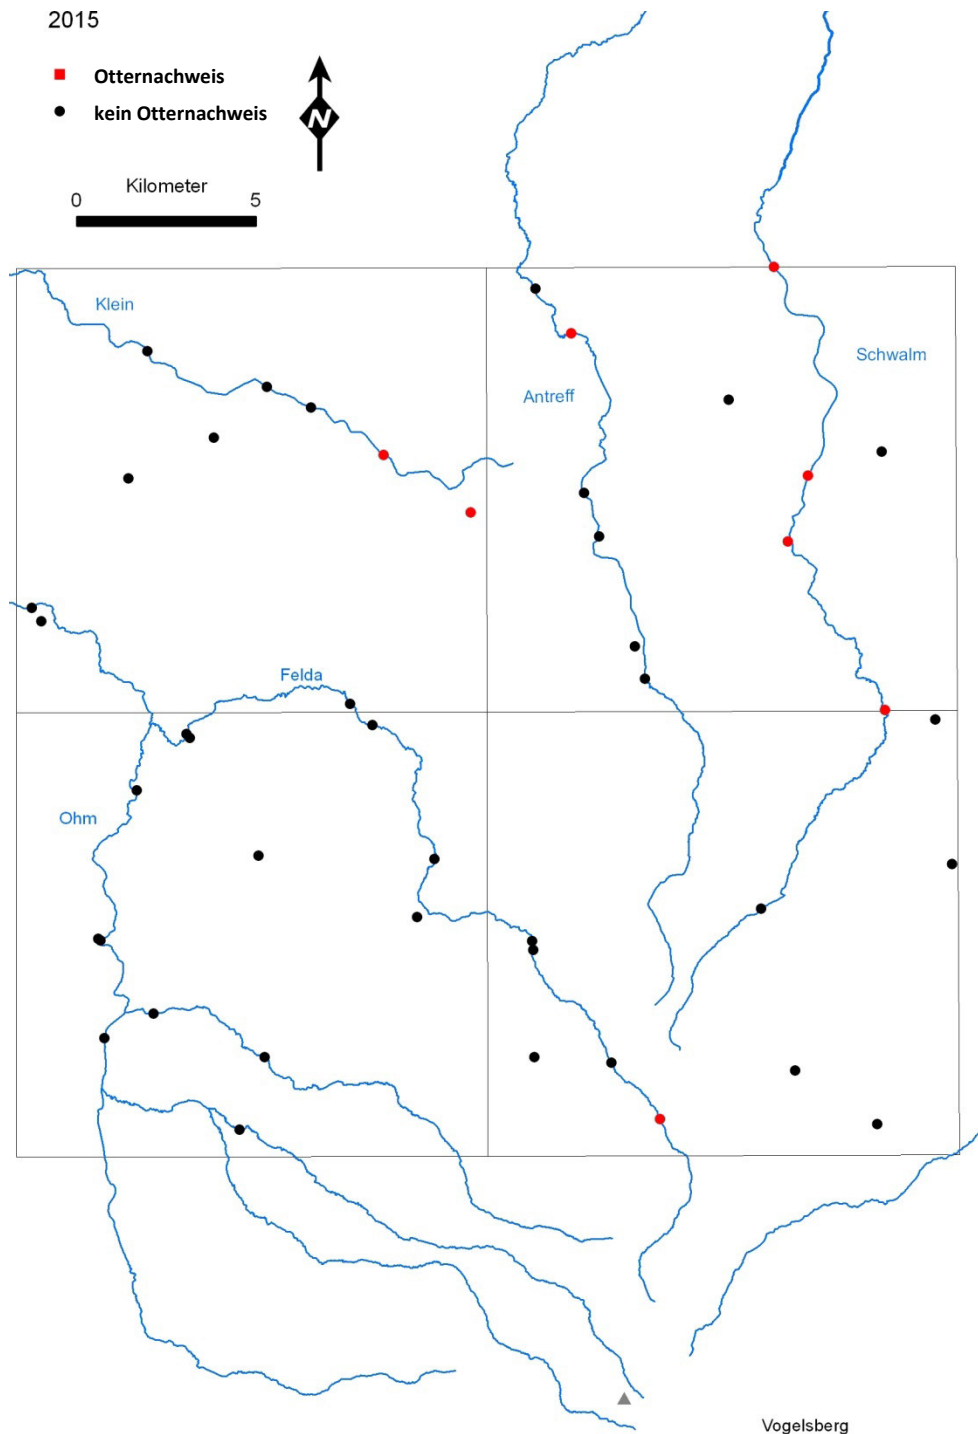 2015
Otternachweis
kein Otternachweis
N
Kilometer
0 5
Klein
Schwalm
Antreff
Felda
Ohm
Vogelsberg